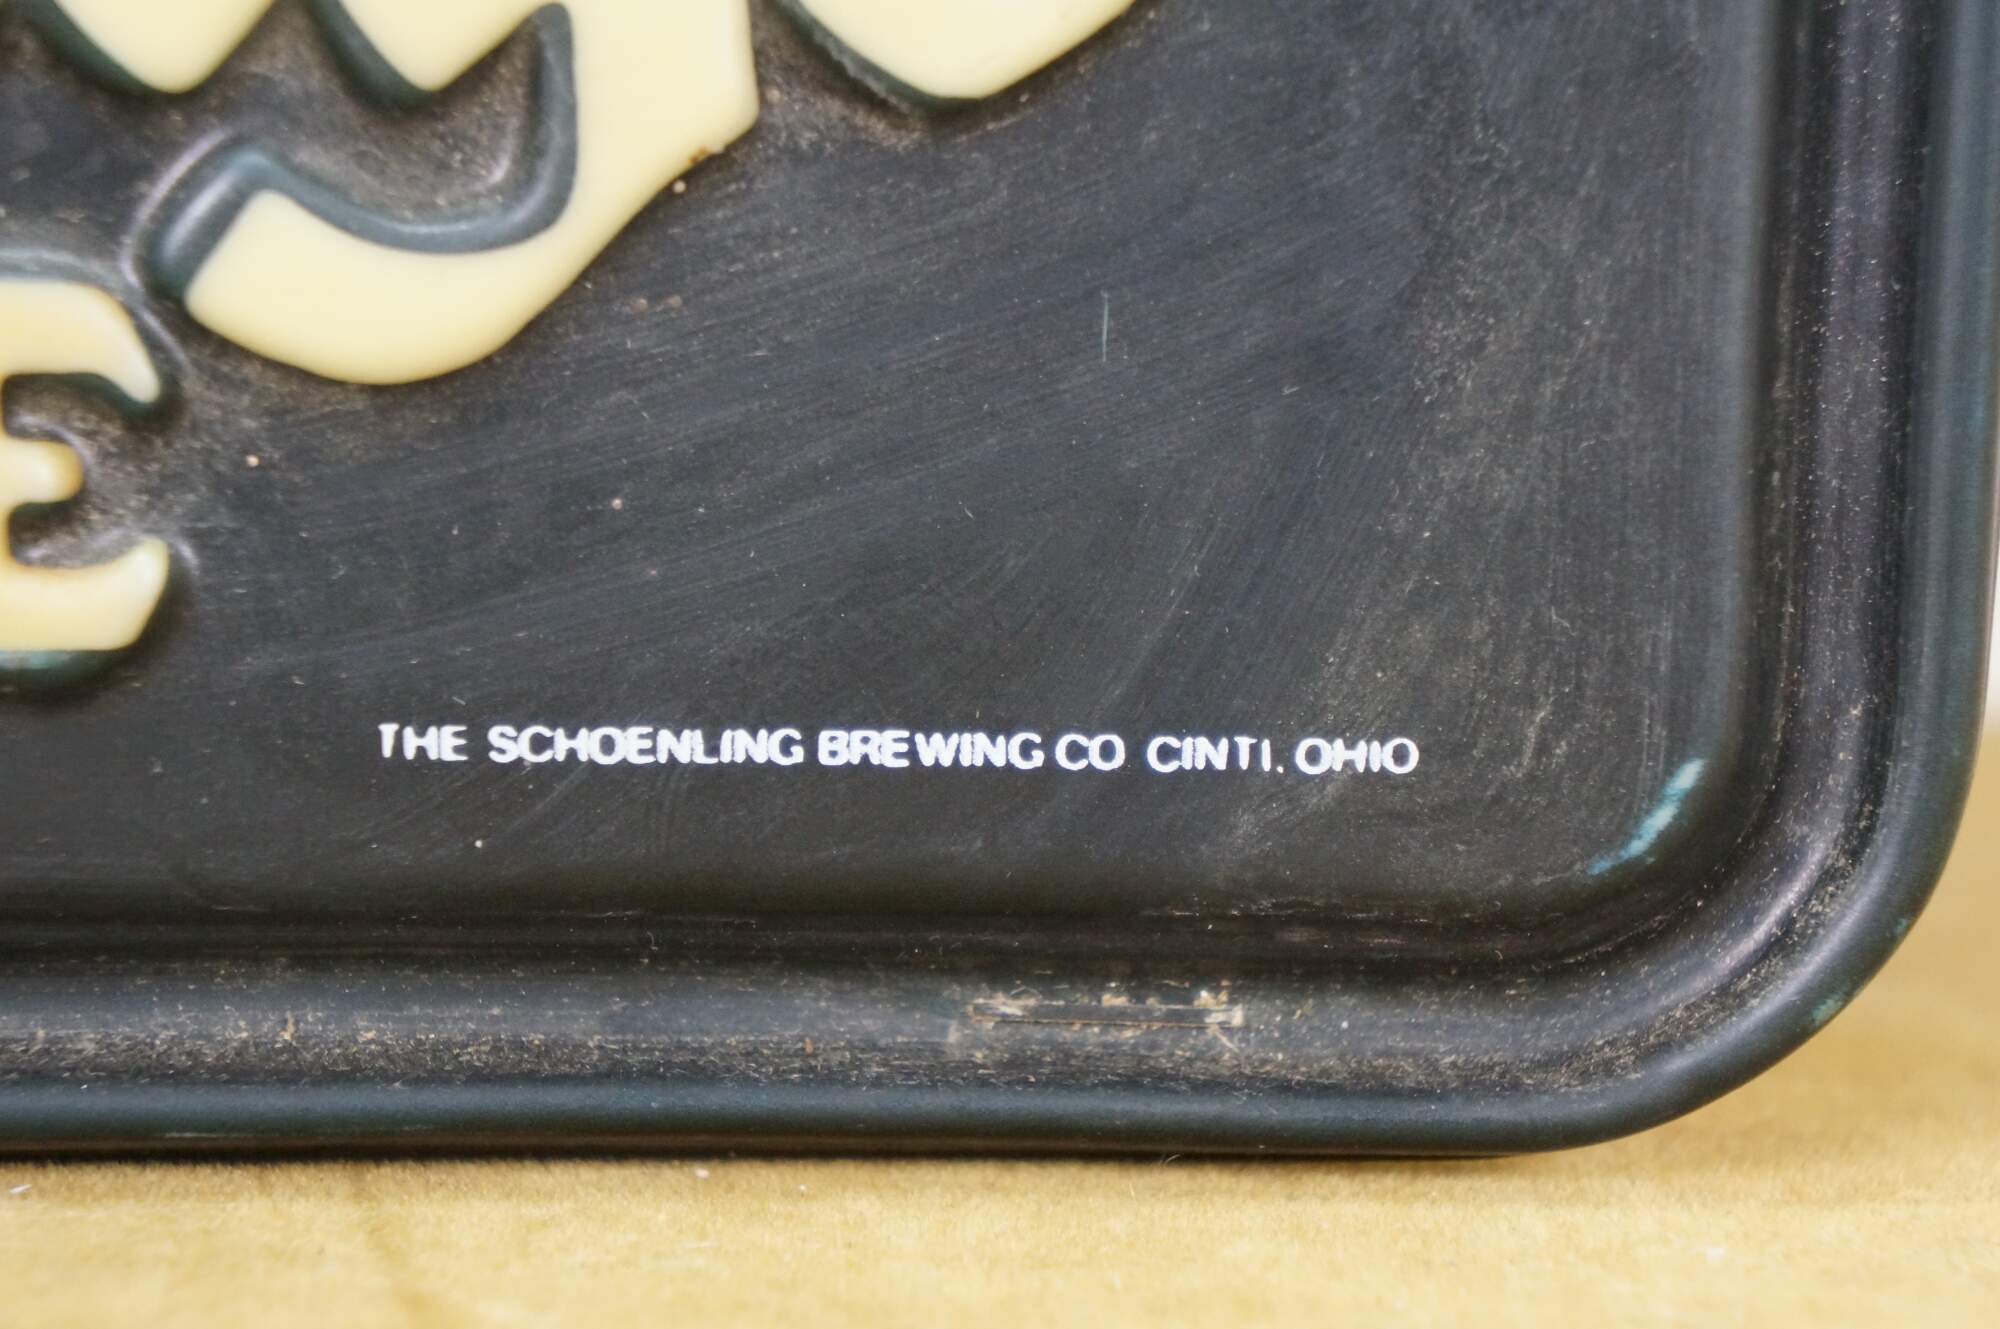 THE SCHOENLING BREWING CO CINTI. OHIO